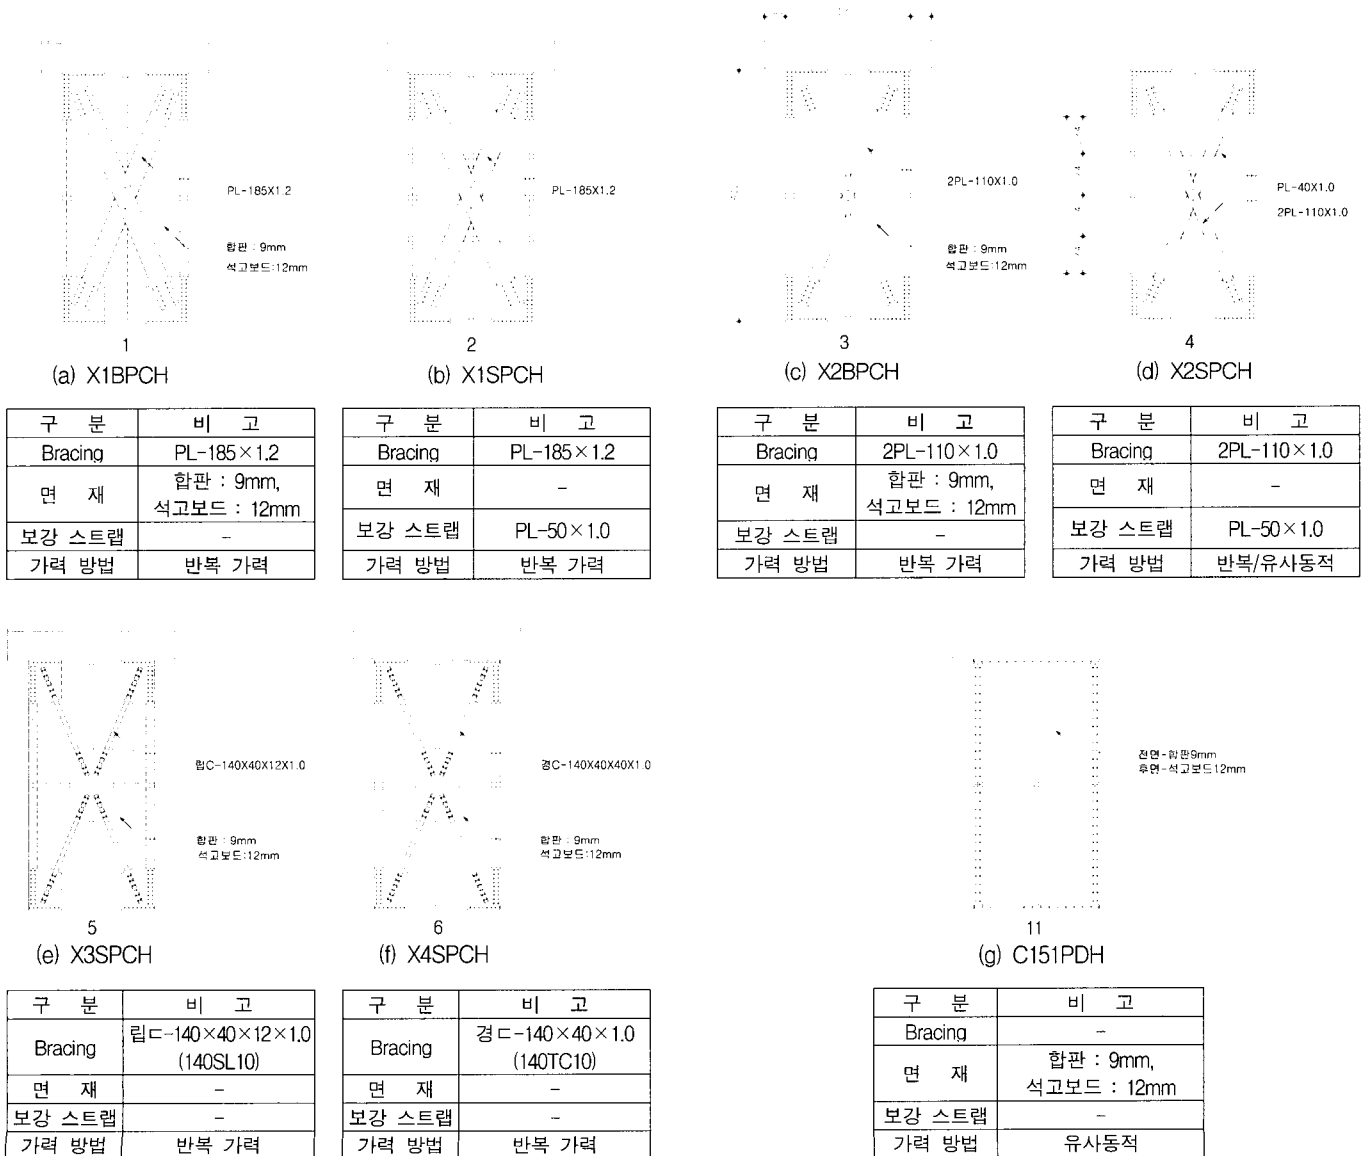 PL-185X1.2
합판 : 9mm
석고보드:12mm
1
(a) X1BPCH
PL-185X1.2
2
(b) X1SPCH
2PL-110X1.0
합판 : 9mm
석고보드:12mm
3
(c) X2BPCH
PL-40X1.0
2PL-110X1.0
4
(d) X2SPCH
구 분 비 고
Bracing PL-185×1.2
면 재 합판 : 9mm,
석고보드 : 12mm
보강 스트랩 -
가력 방법 반복 가력
구 분 비 고
Bracing PL-185×1.2
면 재 -
보강 스트랩 PL-50×1.0
가력 방법 반복 가력
구 분 비 고
Bracing 2PL-110×1.0
면 재 합판 : 9mm,
석고보드 : 12mm
보강 스트랩 -
가력 방법 반복 가력
구 분 비 고
Bracing 2PL-110×1.0
면 재 -
보강 스트랩 PL-50×1.0
가력 방법 반복/유사동적
립C-140X40X12X1.0
합판 : 9mm
석고보드:12mm
5
(e) X3SPCH
경C-140X40X40X1.0
합판 : 9mm
석고보드:12mm
6
(f) X4SPCH
전면-합판9mm
후면-석고보드12mm
11
(g) C151PDH
구 분 비 고
Bracing 립ㄷ-140×40×12×1.0
(140SL10)
면 재 -
보강 스트랩 -
가력 방법 반복 가력
구 분 비 고
Bracing 경ㄷ-140×40×1.0
(140TC10)
면 재 -
보강 스트랩 -
가력 방법 반복 가력
구 분 비 고
Bracing -
면 재 합판 : 9mm,
석고보드 : 12mm
보강 스트랩 -
가력 방법 유사동적